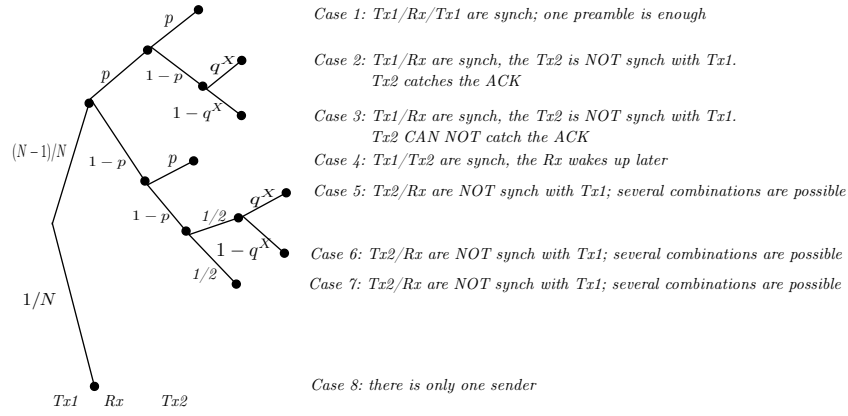 p
Case 1: Tx1/Rx/Tx1 are synch; one preamble is enough
p
1 − p
q^X
Case 2: Tx1/Rx are synch, the Tx2 is NOT synch with Tx1.
Tx2 catches the ACK
1 − q^X
Case 3: Tx1/Rx are synch, the Tx2 is NOT synch with Tx1.
Tx2 CAN NOT catch the ACK
(N − 1)/N
1 − p
p
Case 4: Tx1/Tx2 are synch, the Rx wakes up later
1 − p
1/2
q^X
Case 5: Tx2/Rx are NOT synch with Tx1; several combinations are possible
1 − q^X
Case 6: Tx2/Rx are NOT synch with Tx1; several combinations are possible
1/2
Case 7: Tx2/Rx are NOT synch with Tx1; several combinations are possible
1/N
Case 8: there is only one sender
Tx1 Rx Tx2